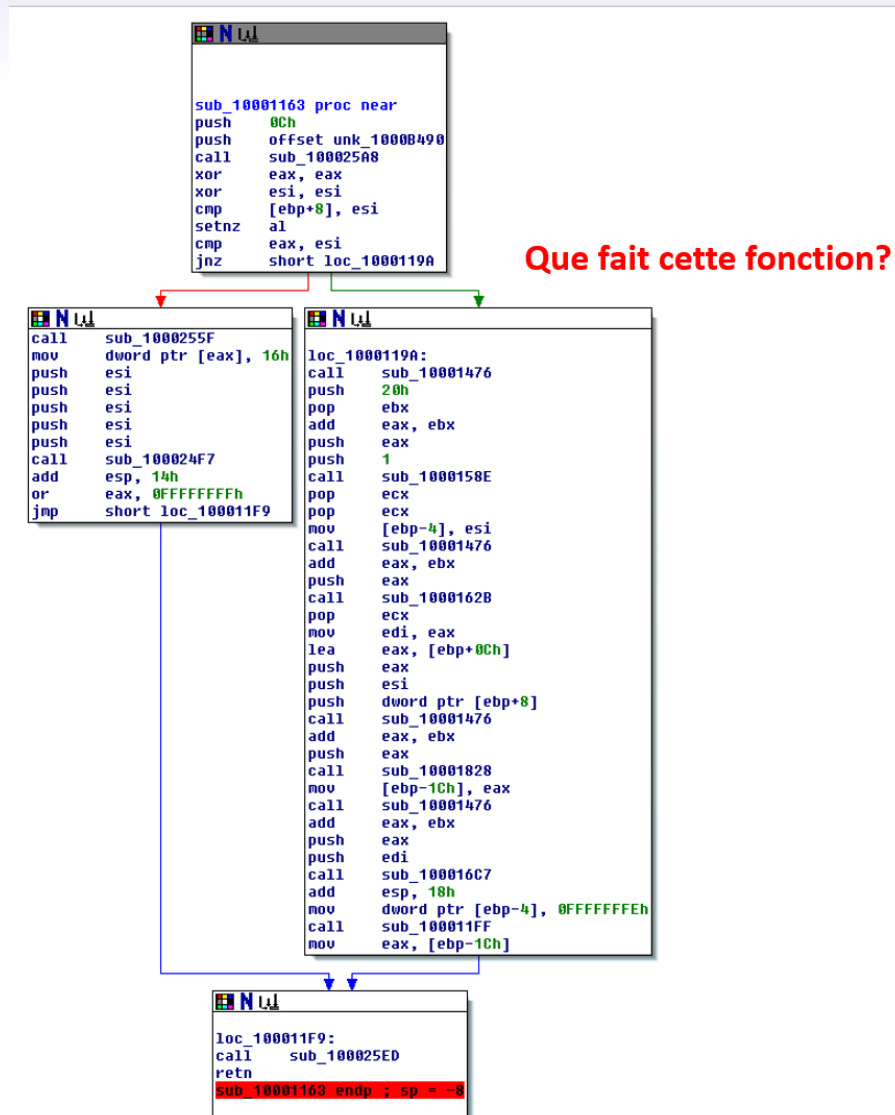 sub_10001163 proc near
push 0Ch
push offset unk_1000B490
call sub_100025A8
xor eax, eax
xor esi, esi
cmp [ebp+8], esi
setnz al
cmp eax, esi
jnz short loc_1000119A
Que fait cette fonction?
call sub_1000255F
mov dword ptr [eax], 16h
push esi
push esi
push esi
push esi
push esi
call sub_100024F7
add esp, 14h
or eax, 0FFFFFFFFh
jmp short loc_100011F9
loc_1000119A:
call sub_10001476
push 20h
pop ebx
add eax, ebx
push eax
push 1
call sub_1000158E
pop ecx
pop ecx
mov [ebp-4], esi
call sub_10001476
add eax, ebx
push eax
call sub_1000162B
pop ecx
mov edi, eax
lea eax, [ebp+0Ch]
push eax
push esi
push dword ptr [ebp+8]
call sub_10001476
add eax, ebx
push eax
call sub_10001828
mov [ebp-1Ch], eax
call sub_10001476
add eax, ebx
push eax
push edi
call sub_100016C7
add esp, 18h
mov dword ptr [ebp-4], 0FFFFFFFEh
call sub_100011FF
mov eax, [ebp-1Ch]
loc_100011F9:
call sub_100025ED
retn
sub_10001163 endp ; sp = -8